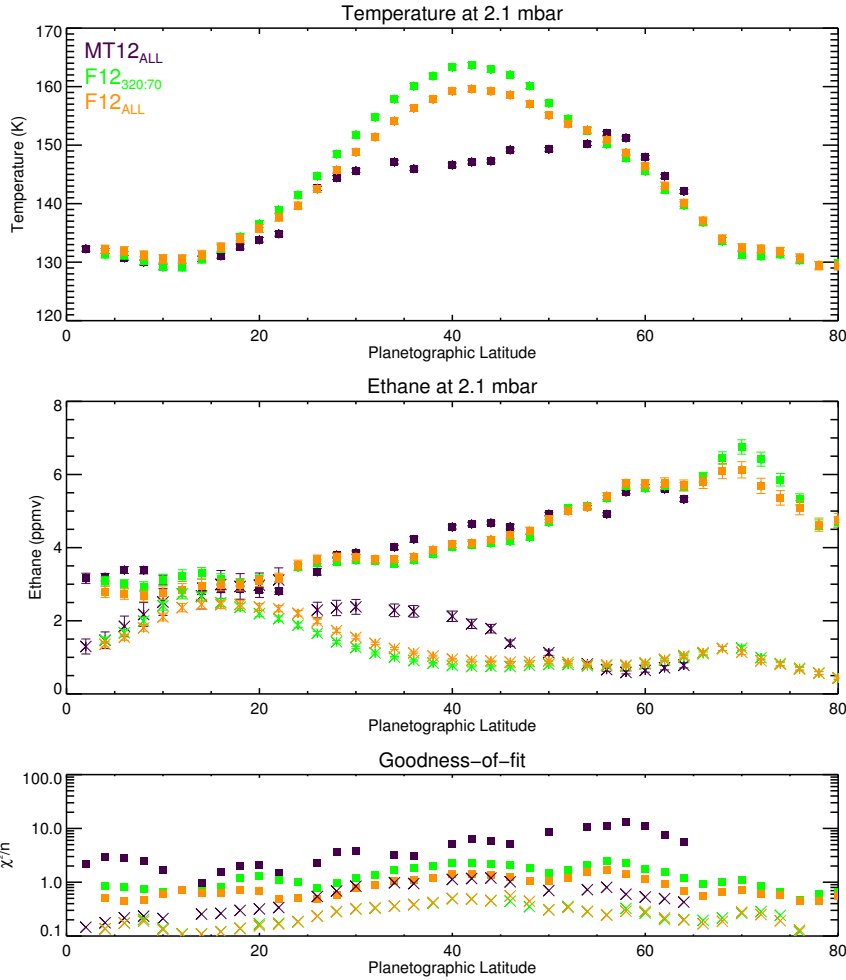 Temperature at 2.1 mbar
170
160
150
140
130
120
Temperature (K)
MT12ALL
F12320:70
F12ALL
0 20 40 60 80
Planetographic Latitude
Ethane at 2.1 mbar
8
6
4
2
0
Ethane (ppmv)
0 20 40 60 80
Planetographic Latitude
Goodness−of−fit
100.0
10.0
1.0
0.1
χ²/n
0 20 40 60 80
Planetographic Latitude